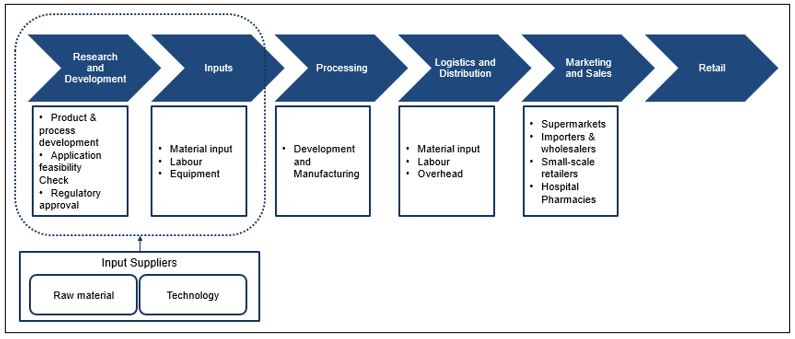 Research
and
Development
Inputs
Processing
Logistics and
Distribution
Marketing
and Sales
Retail
• Product &
process
development
• Application
feasibility
Check
• Regulatory
approval
• Material input
• Labour
• Equipment
• Development
and
Manufacturing
• Material input
• Labour
• Overhead
• Supermarkets
• Importers &
wholesalers
• Small-scale
retailers
• Hospital
Pharmacies
Input Suppliers
Raw material
Technology